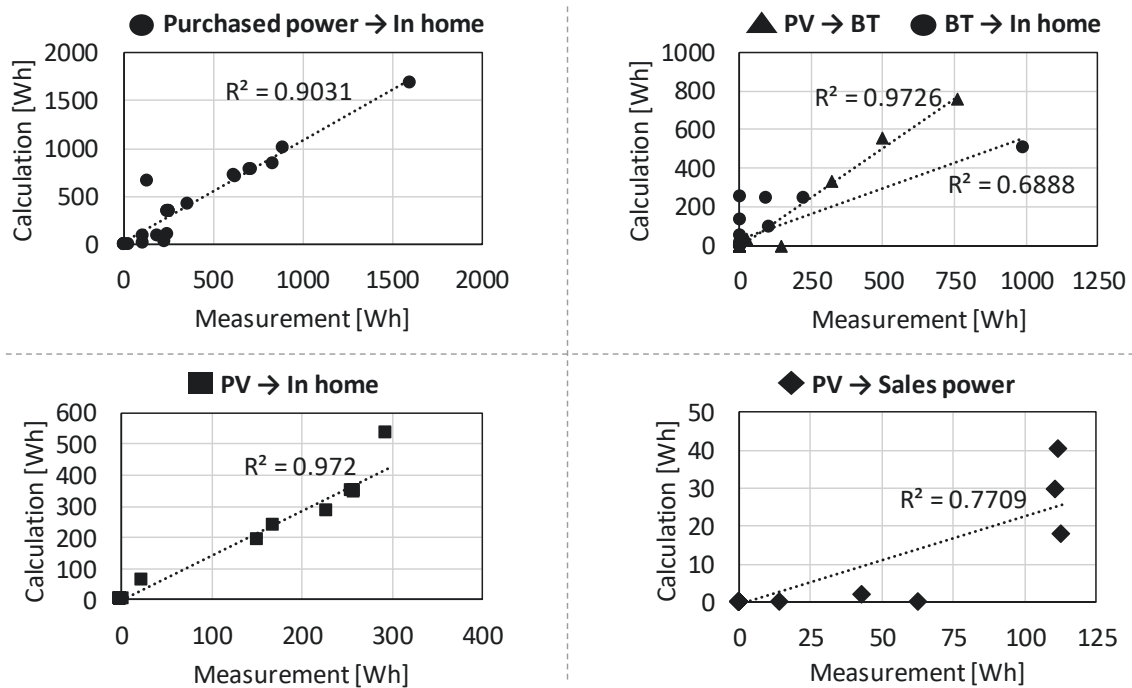 ● Purchased power → In home
2000
1500
1000
500
0
0 500 1000 1500 2000
Calculation [Wh]
Measurement [Wh]
R² = 0.9031
▲ PV → BT ● BT → In home
1000
800
600
400
200
0
0 250 500 750 1000 1250
Calculation [Wh]
Measurement [Wh]
R² = 0.9726
R² = 0.6888
■ PV → In home
600
500
400
300
200
100
0
0 100 200 300 400
Calculation [Wh]
Measurement [Wh]
R² = 0.972
◆ PV → Sales power
50
40
30
20
10
0
0 25 50 75 100 125
Calculation [Wh]
Measurement [Wh]
R² = 0.7709